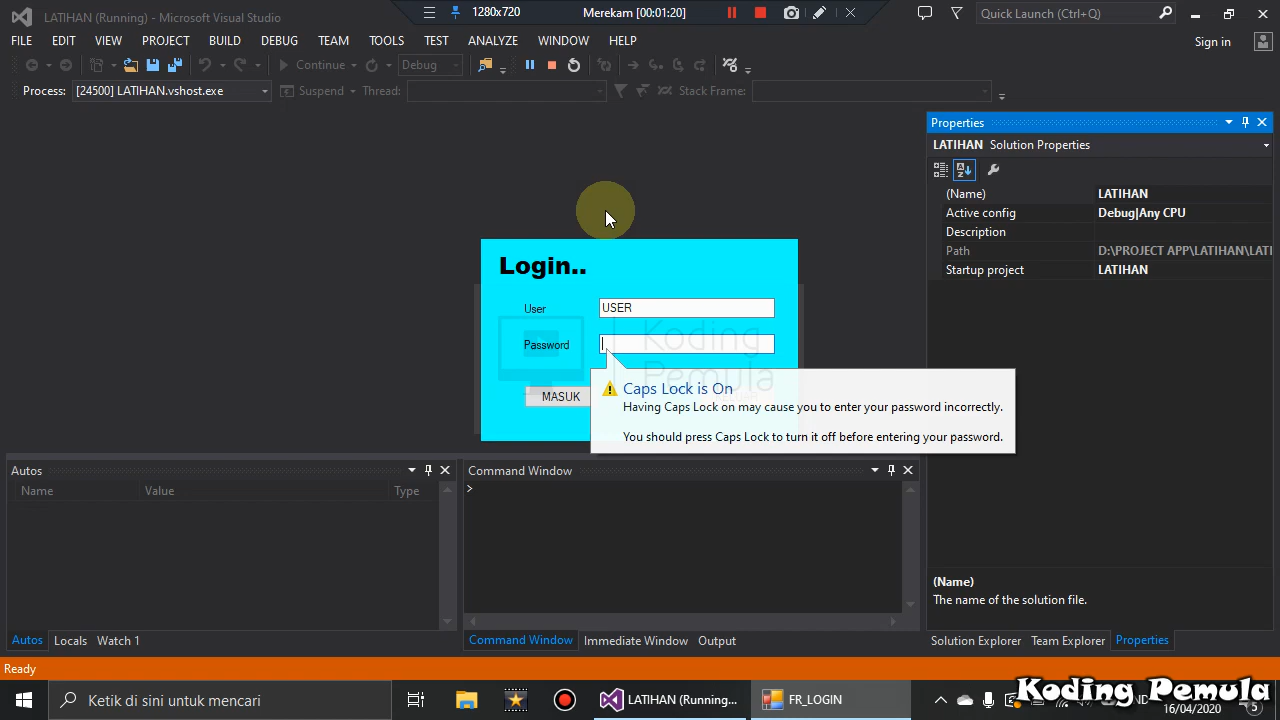 LATIHAN (Running) - Microsoft Visual Studio
1280x720
Merekam [00:01:20]
Quick Launch (Ctrl+Q)
FILE EDIT VIEW PROJECT BUILD DEBUG TEAM TOOLS TEST ANALYZE WINDOW HELP
Sign in
Continue
Debug
Process: [24500] LATIHAN.vshost.exe
Suspend
Thread:
Stack Frame:
Properties
LATIHAN Solution Properties
(Name) LATIHAN
Active config Debug|Any CPU
Description
Path D:\PROJECT APP\LATIHAN\LATI
Startup project LATIHAN
Login..
User USER
Password
Koding
Pemula
MASUK
Caps Lock is On
Having Caps Lock on may cause you to enter your password incorrectly.
You should press Caps Lock to turn it off before entering your password.
Autos
Name Value Type
Command Window
>
(Name)
The name of the solution file.
Autos Locals Watch 1
Command Window Immediate Window Output
Solution Explorer Team Explorer Properties
Ready
Ketik di sini untuk mencari
LATIHAN (Running...
FR_LOGIN
Koding Pemula
16/04/2020
5